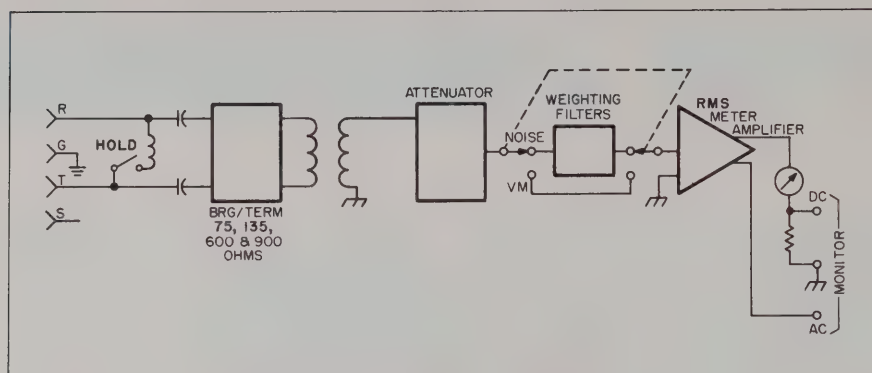 R
G
HOLD
T
S
BRG/TERM
75, 135,
600 & 900
OHMS
ATTENUATOR
NOISE
VM
WEIGHTING
FILTERS
RMS
METER
AMPLIFIER
DC
MONITOR
AC